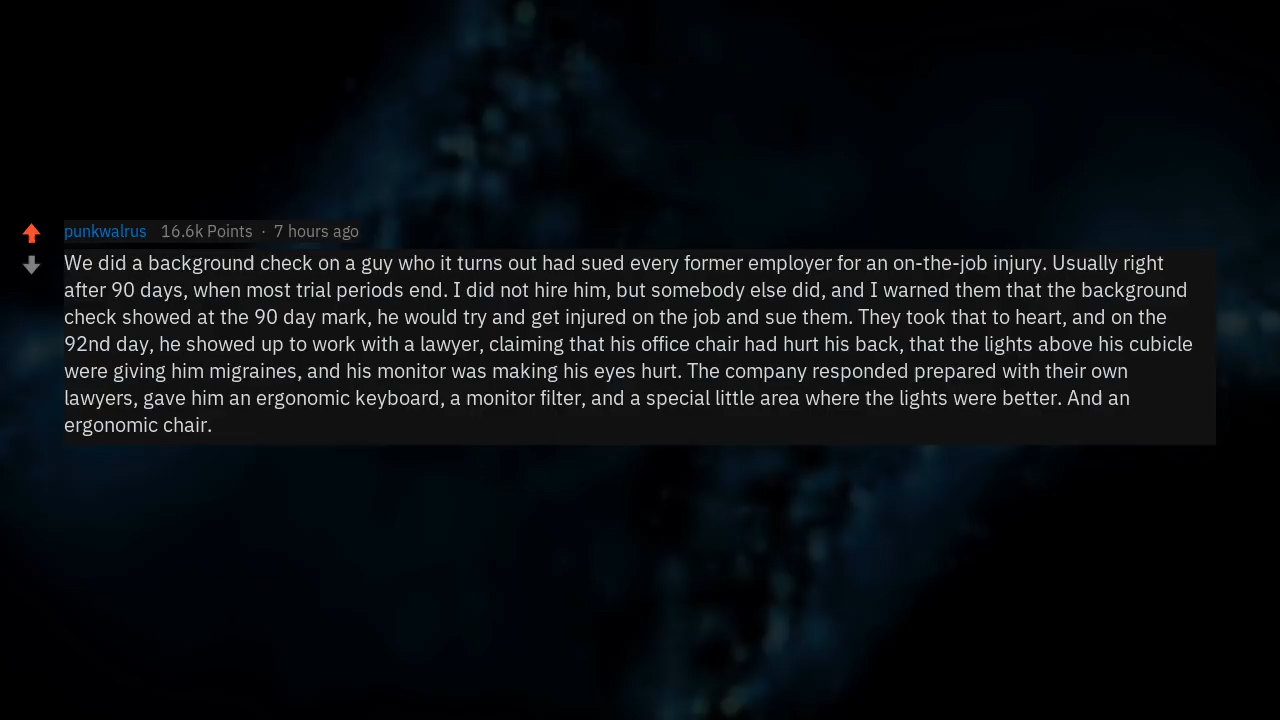 punkwalrus 16.6k Points · 7 hours ago
We did a background check on a guy who it turns out had sued every former employer for an on-the-job injury. Usually right
after 90 days, when most trial periods end. I did not hire him, but somebody else did, and I warned them that the background
check showed at the 90 day mark, he would try and get injured on the job and sue them. They took that to heart, and on the
92nd day, he showed up to work with a lawyer, claiming that his office chair had hurt his back, that the lights above his cubicle
were giving him migraines, and his monitor was making his eyes hurt. The company responded prepared with their own
lawyers, gave him an ergonomic keyboard, a monitor filter, and a special little area where the lights were better. And an
ergonomic chair.